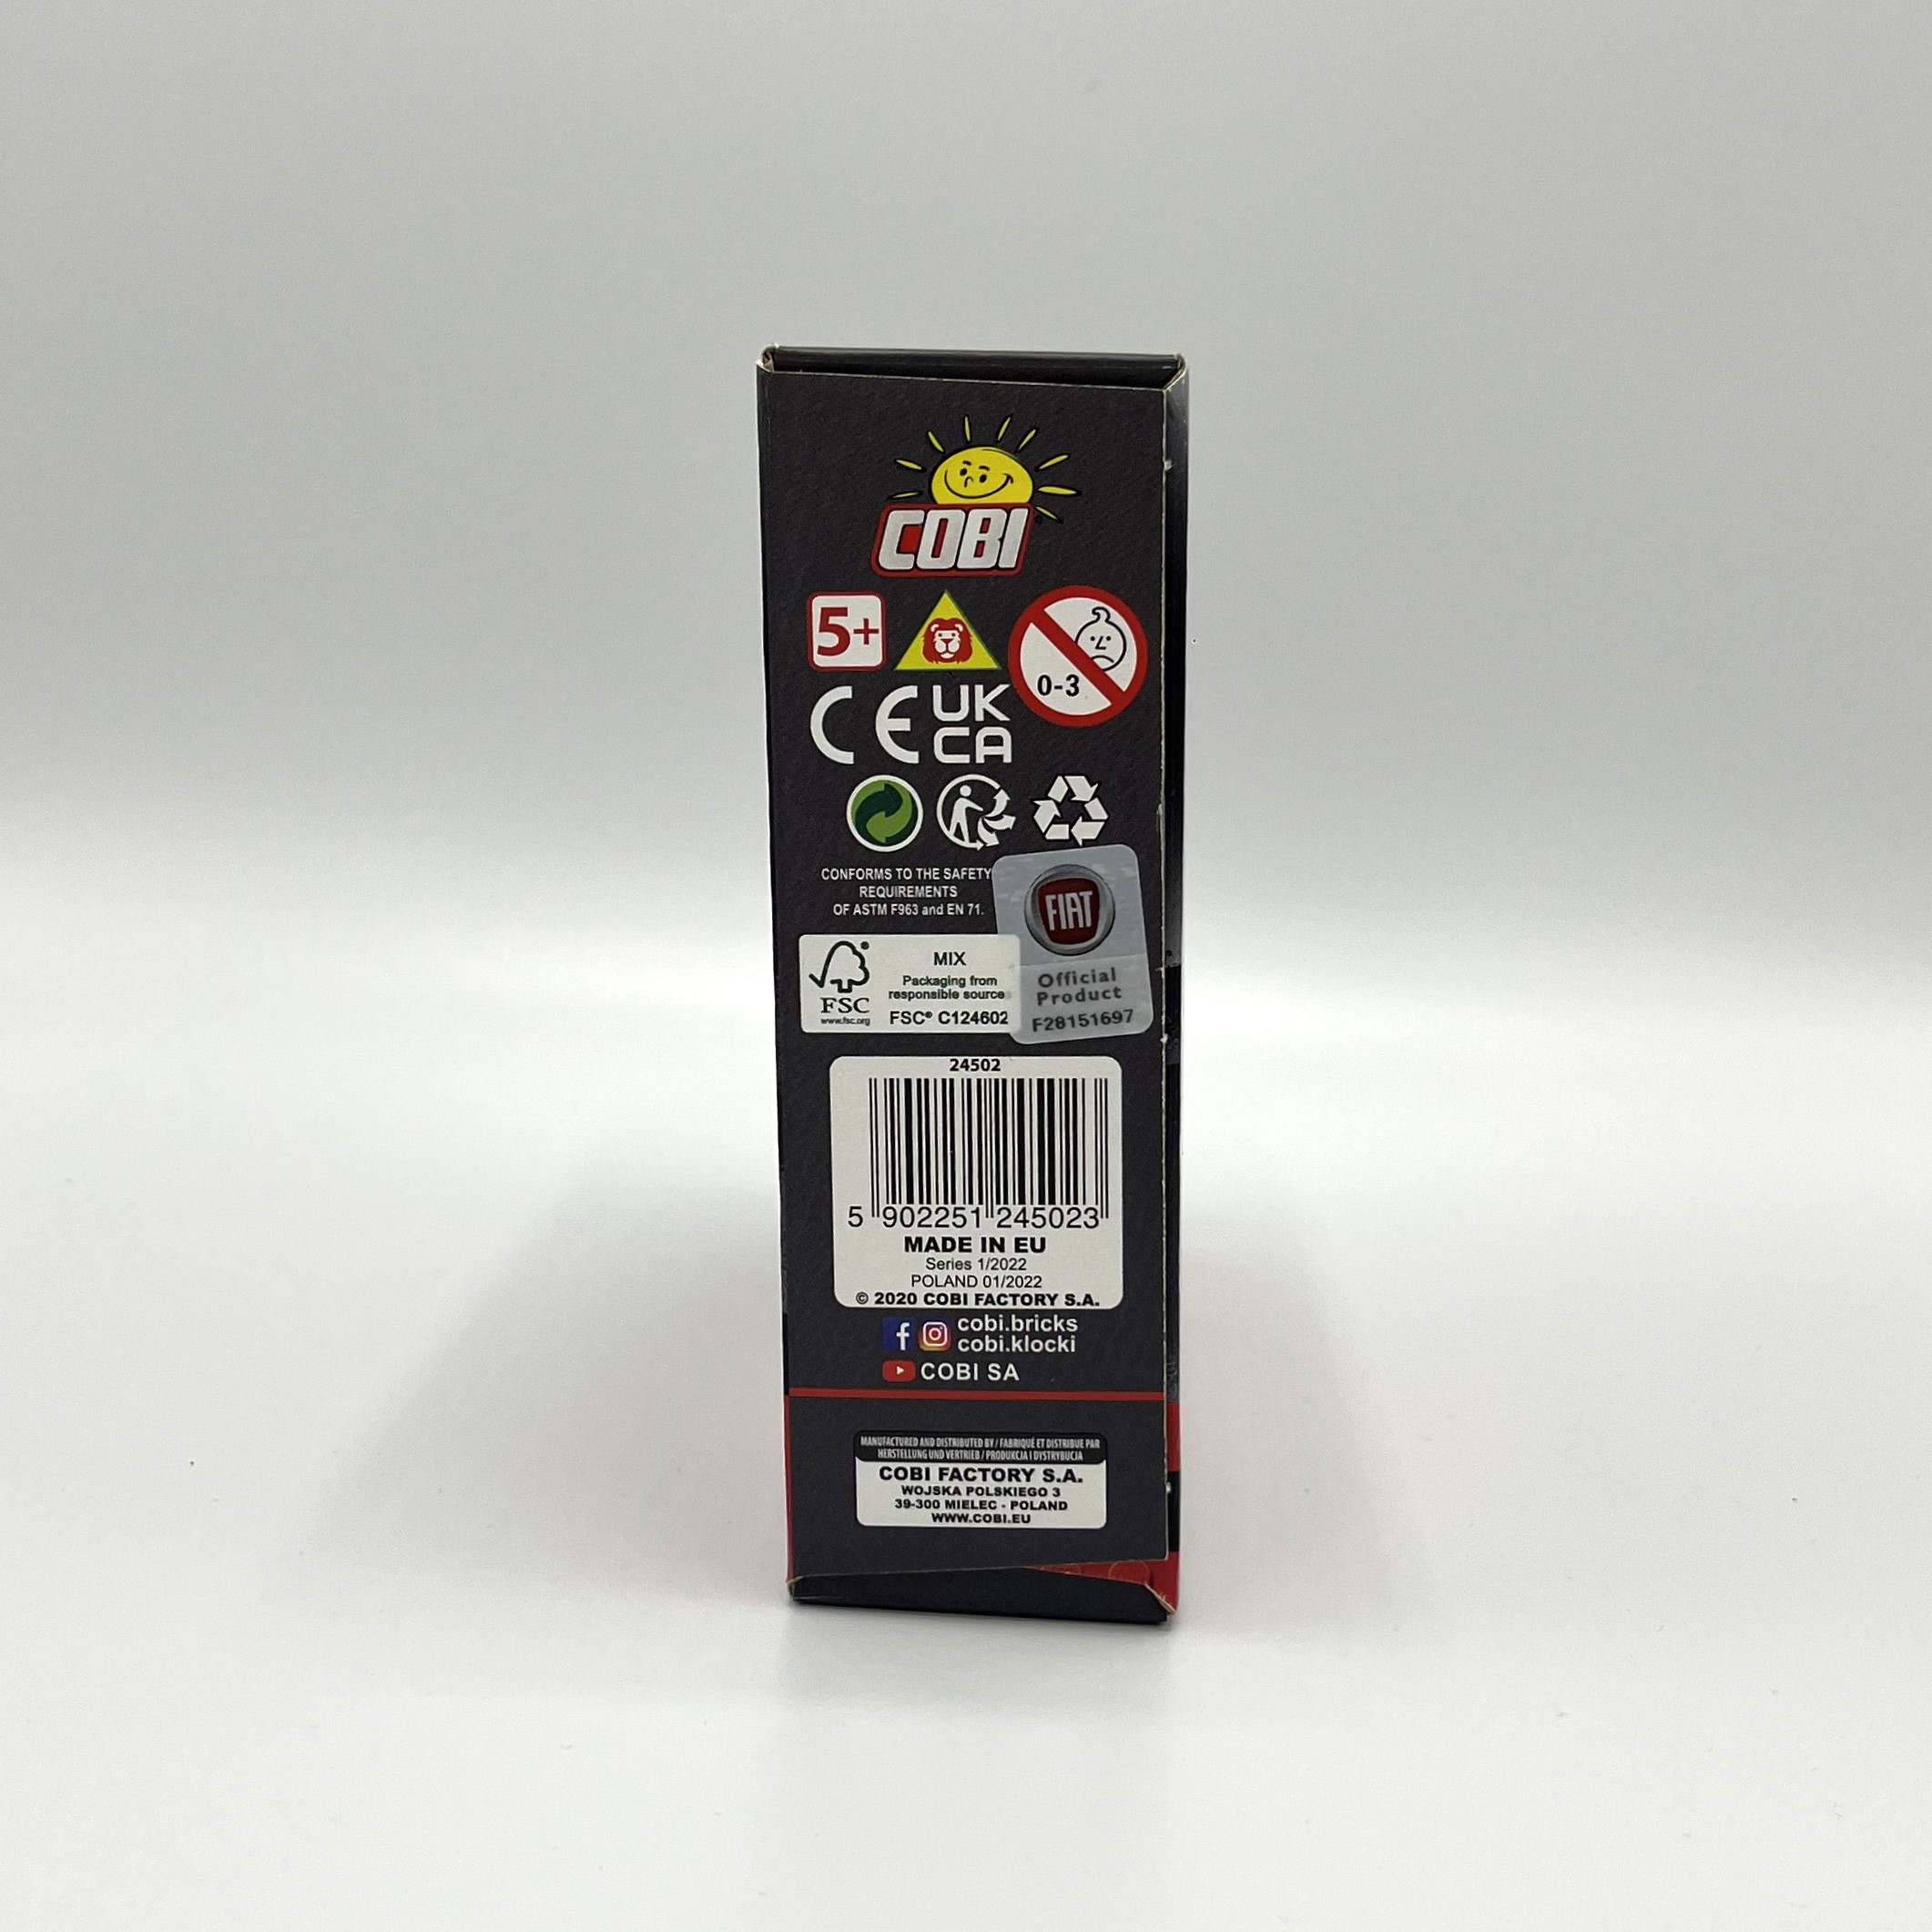 COBI
5+
0-3
CE
UK
CA
CONFORMS TO THE SAFETY
REQUIREMENTS
OF ASTM F963 and EN 71.
FIAT
Official
Product
F28151697
FSC
www.fsc.org
MIX
Packaging from
responsible source
FSC® C124602
24502
5 902251 245023
MADE IN EU
Series 1/2022
POLAND 01/2022
© 2020 COBI FACTORY S.A.
cobi.bricks
cobi.klocki
COBI SA
MANUFACTURED AND DISTRIBUTED BY / FABRIQUÉ ET DISTRIBUE PAR
HERSTELLUNG UND VERTRIEB / PRODUKCJA I DYSTRYBUCJA
COBI FACTORY S.A.
WOJSKA POLSKIEGO 3
39-300 MIELEC - POLAND
WWW.COBI.EU